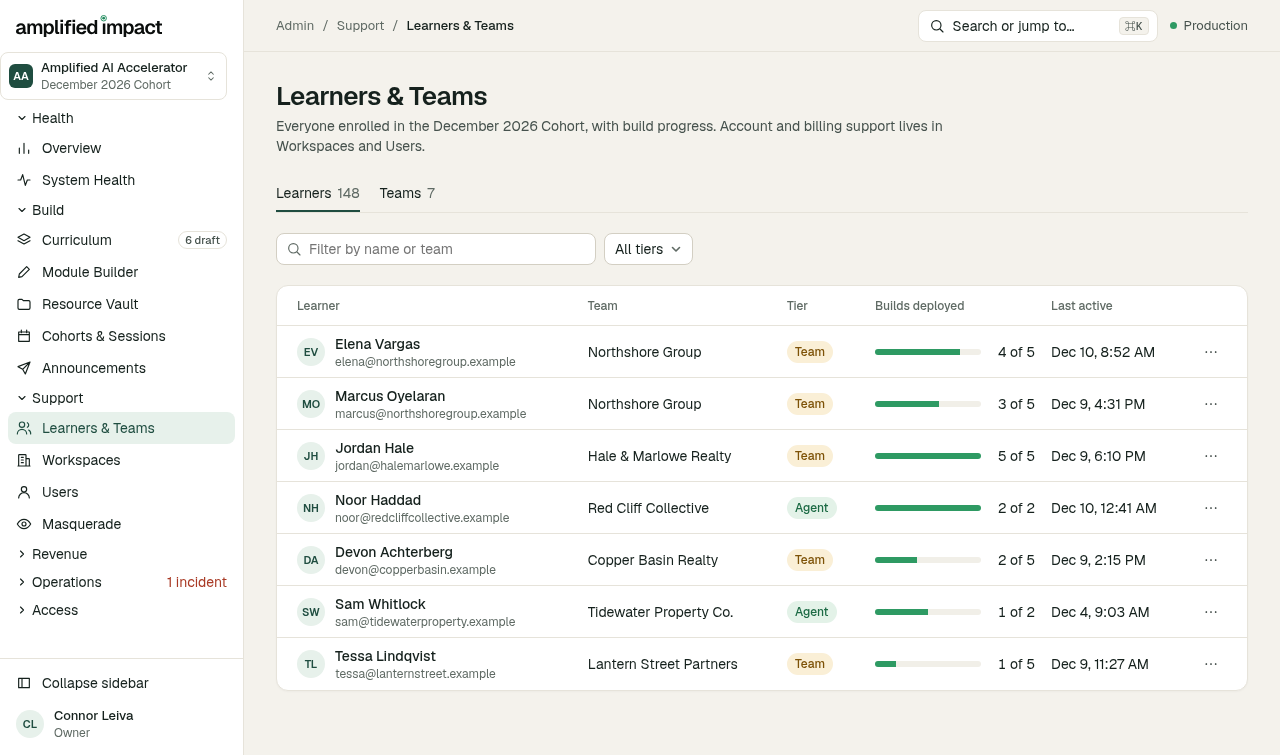 amplified impact
AA
Amplified AI Accelerator
December 2026 Cohort
Health
Overview
System Health
Build
Curriculum 6 draft
Module Builder
Resource Vault
Cohorts & Sessions
Announcements
Support
Learners & Teams
Workspaces
Users
Masquerade
Revenue
Operations 1 incident
Access
Collapse sidebar
CL
Connor Leiva
Owner
Admin / Support / Learners & Teams
Search or jump to… ⌘K
Production
Learners & Teams
Everyone enrolled in the December 2026 Cohort, with build progress. Account and billing support lives in
Workspaces and Users.
Learners 148 Teams 7
Filter by name or team
All tiers
Learner Team Tier Builds deployed Last active
EV Elena Vargas Northshore Group Team 4 of 5 Dec 10, 8:52 AM ···
elena@northshoregroup.example
MO Marcus Oyelaran Northshore Group Team 3 of 5 Dec 9, 4:31 PM ···
marcus@northshoregroup.example
JH Jordan Hale Hale & Marlowe Realty Team 5 of 5 Dec 9, 6:10 PM ···
jordan@halemarlowe.example
NH Noor Haddad Red Cliff Collective Agent 2 of 2 Dec 10, 12:41 AM ···
noor@redcliffcollective.example
DA Devon Achterberg Copper Basin Realty Team 2 of 5 Dec 9, 2:15 PM ···
devon@copperbasin.example
SW Sam Whitlock Tidewater Property Co. Agent 1 of 2 Dec 4, 9:03 AM ···
sam@tidewaterproperty.example
TL Tessa Lindqvist Lantern Street Partners Team 1 of 5 Dec 9, 11:27 AM ···
tessa@lanternstreet.example